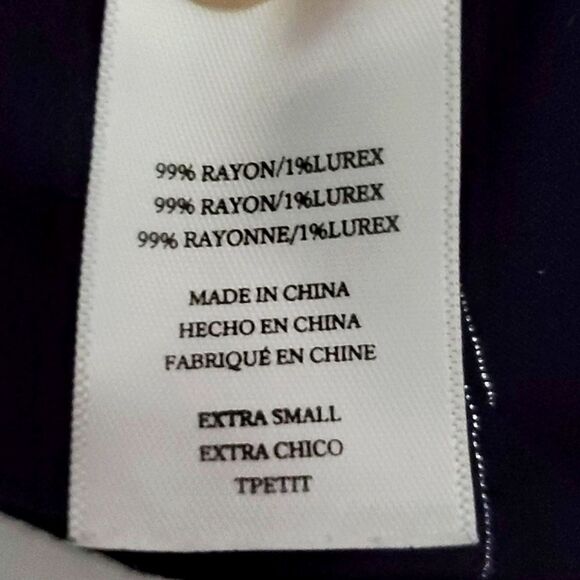 99% RAYON/1%LUREX
99% RAYON/1%LUREX
99% RAYONNE/1%LUREX
MADE IN CHINA
HECHO EN CHINA
FABRIQUÉ EN CHINE
EXTRA SMALL
EXTRA CHICO
TPETIT